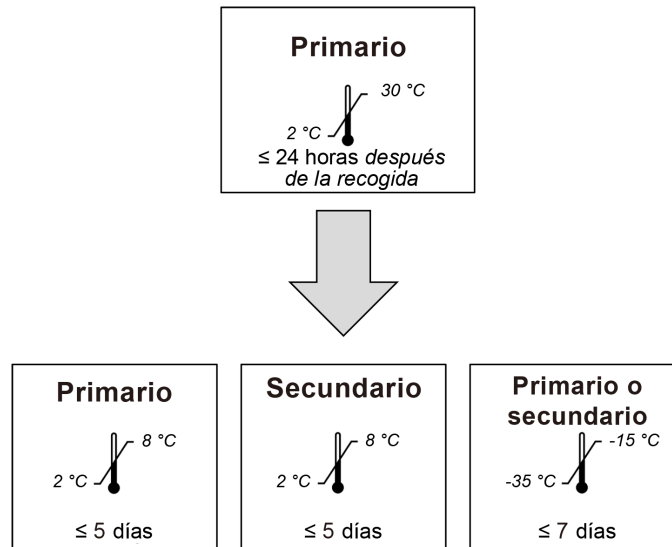 Primario
30 °C
2 °C
≤ 24 horas después
de la recogida
Primario
8 °C
2 °C
≤ 5 días
Secundario
8 °C
2 °C
≤ 5 días
Primario o
secundario
-15 °C
-35 °C
≤ 7 días